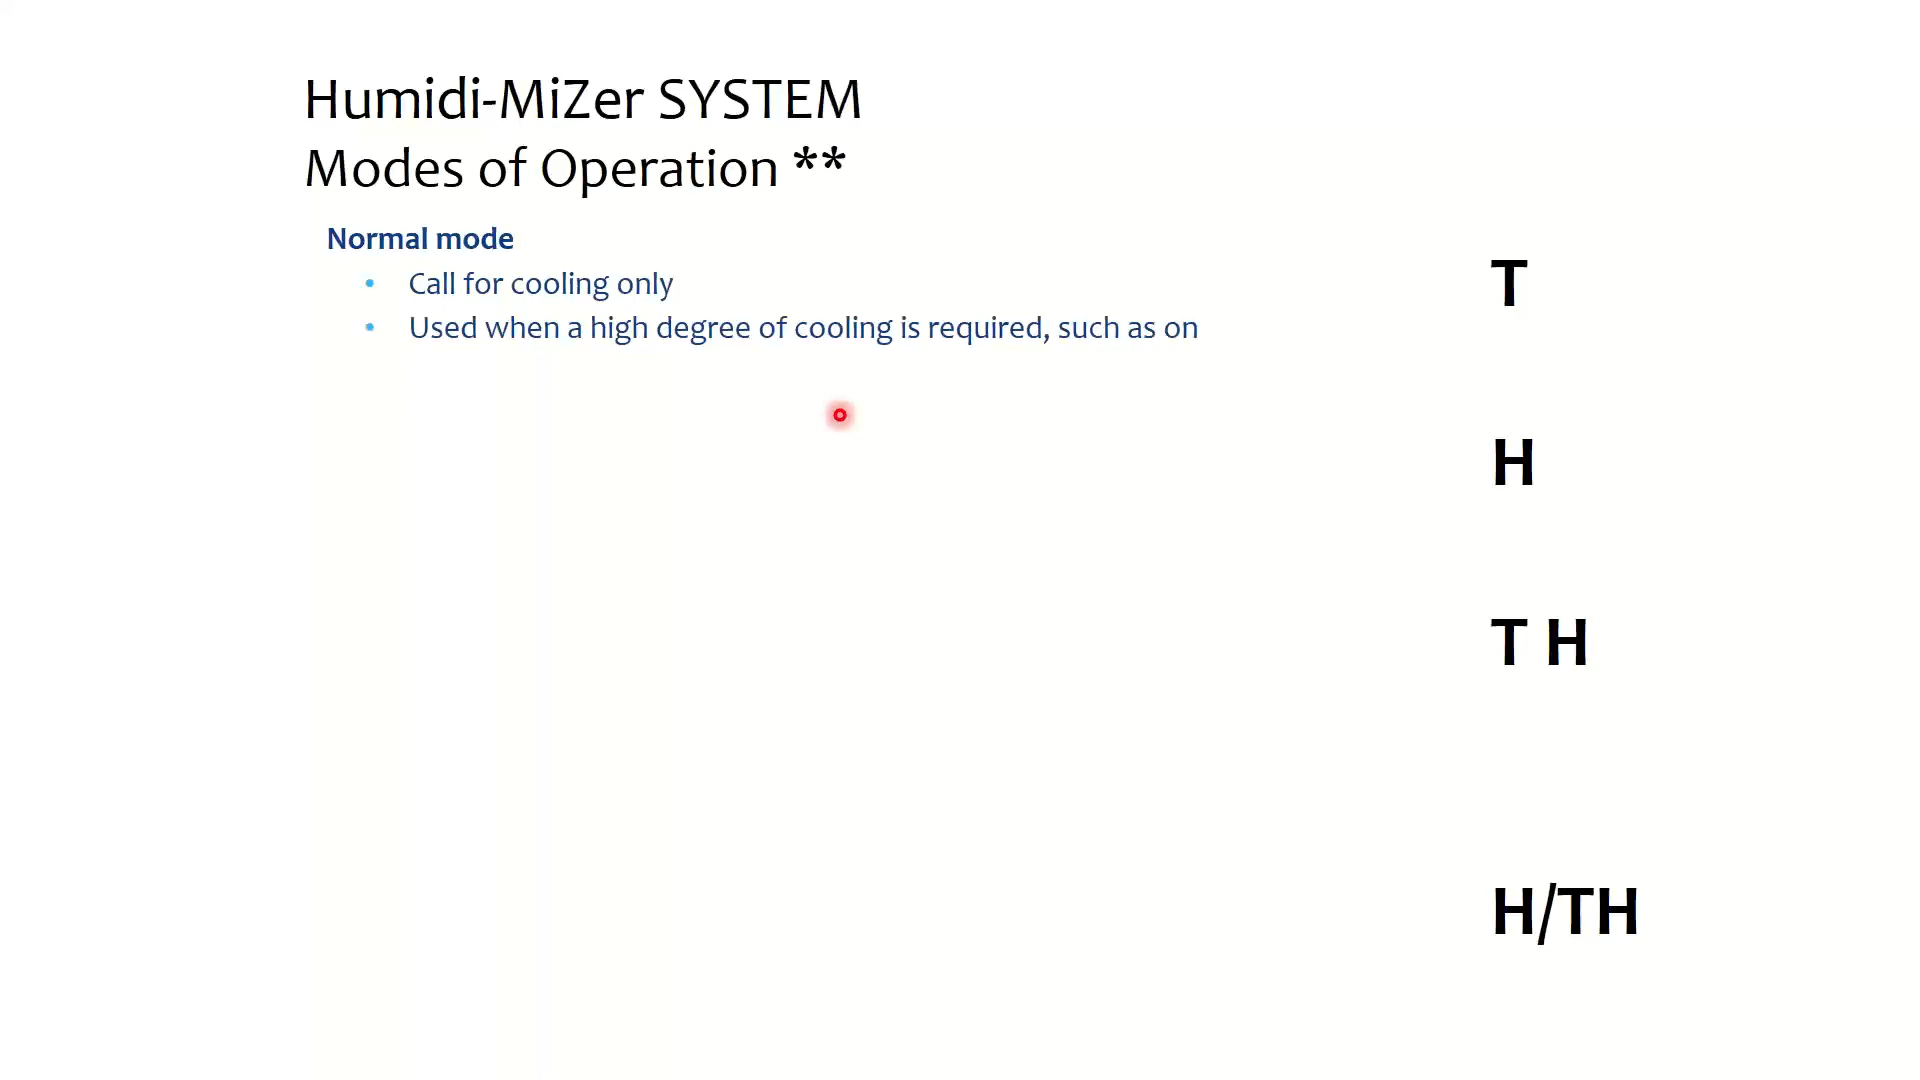 Humidi-MiZer SYSTEM
Modes of Operation **
Normal mode
• Call for cooling only
• Used when a high degree of cooling is required, such as on
T
H
T H
H/TH